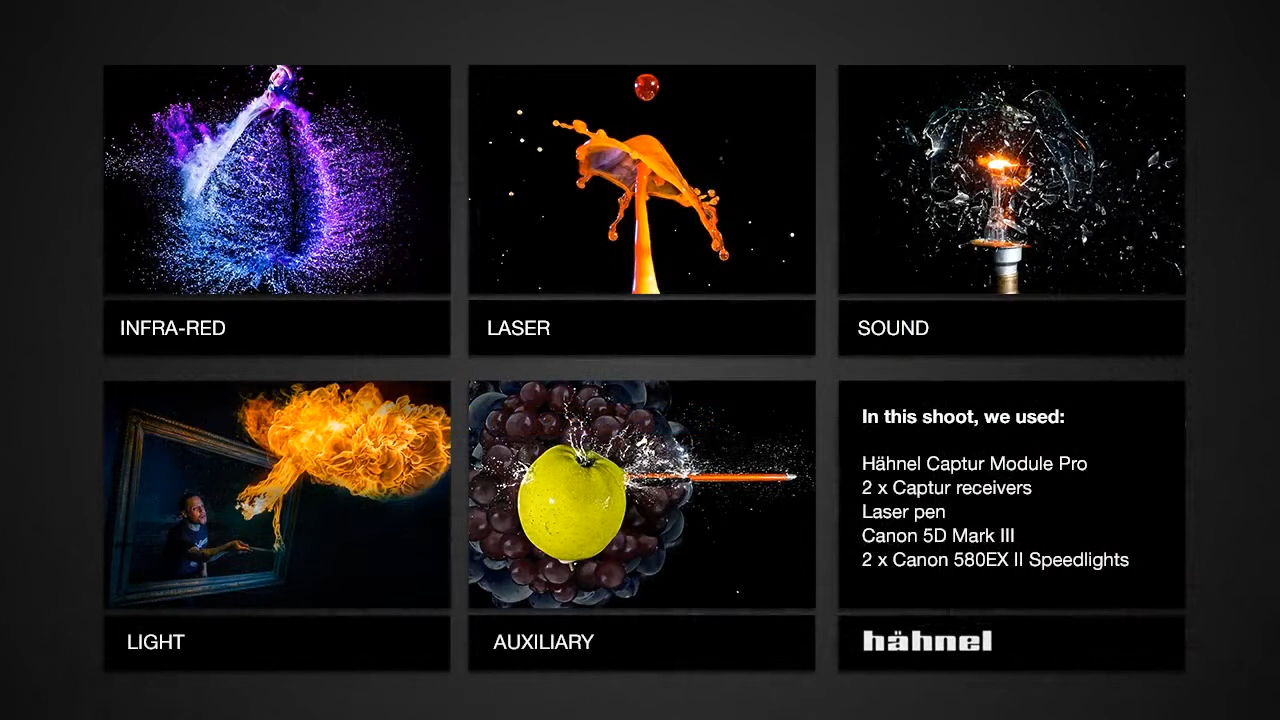 INFRA-RED
LASER
SOUND
LIGHT
AUXILIARY
In this shoot, we used:
Hähnel Captur Module Pro
2 x Captur receivers
Laser pen
Canon 5D Mark III
2 x Canon 580EX II Speedlights
hähnel